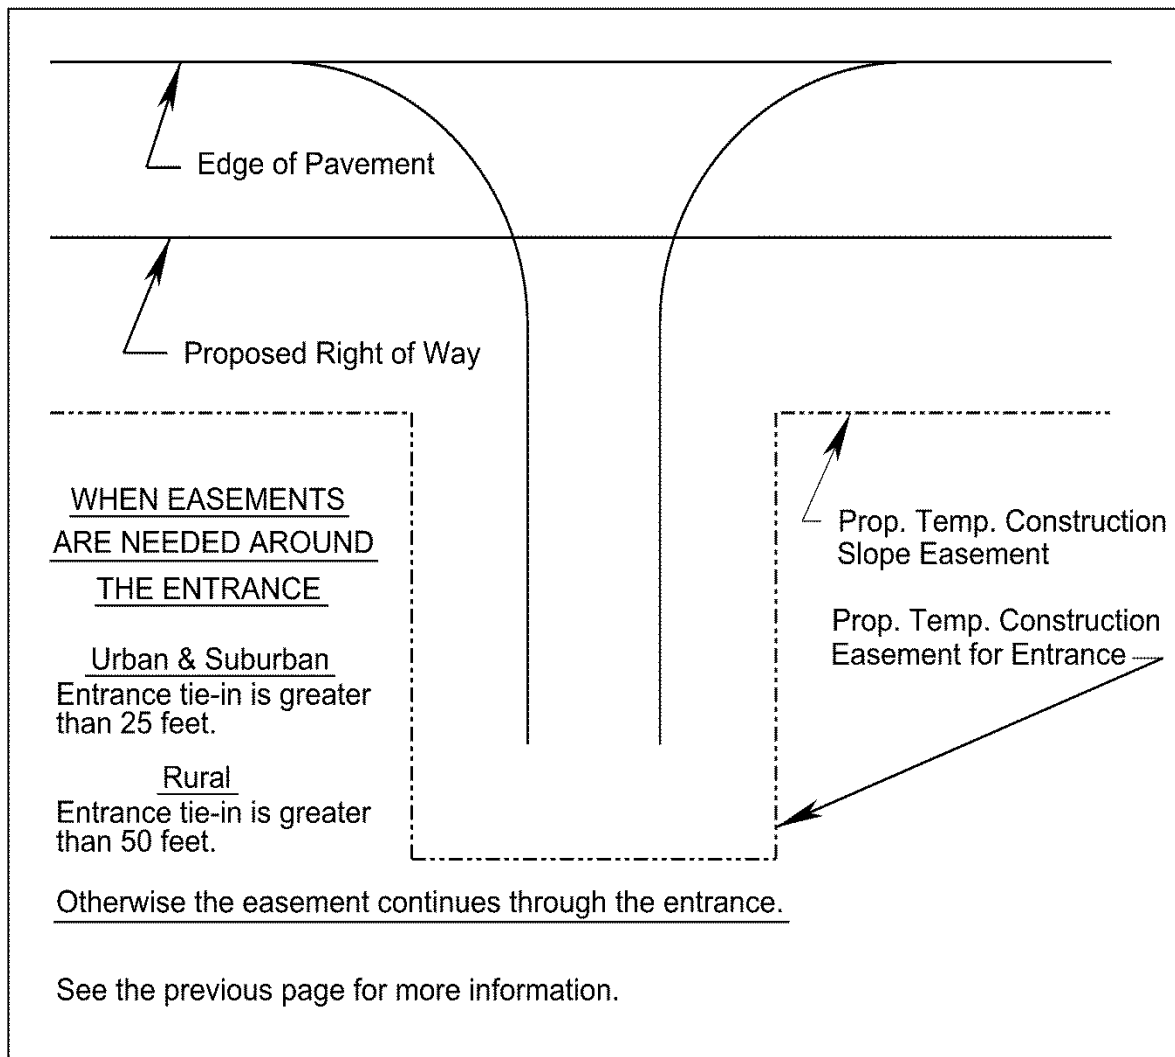 Edge of Pavement
Proposed Right of Way
WHEN EASEMENTS
ARE NEEDED AROUND
THE ENTRANCE
Urban & Suburban
Entrance tie-in is greater
than 25 feet.
Rural
Entrance tie-in is greater
than 50 feet.
Prop. Temp. Construction
Slope Easement
Prop. Temp. Construction
Easement for Entrance
Otherwise the easement continues through the entrance.
See the previous page for more information.